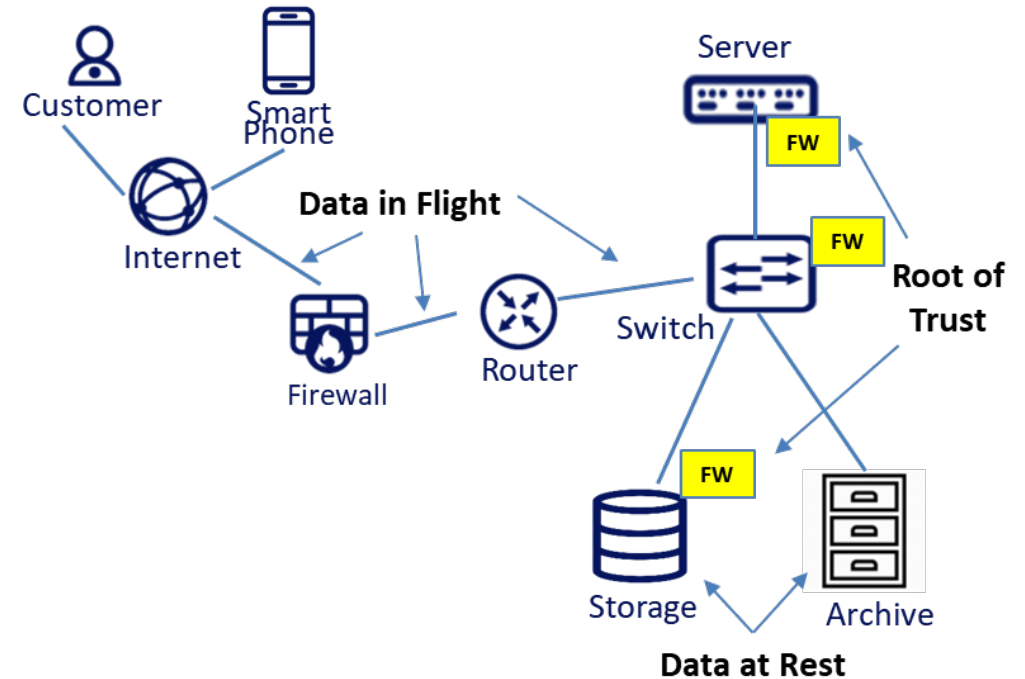 Server
Customer
Smart
Phone
FW
Data in Flight
FW
Internet
Root of
Trust
Switch
Router
Firewall
FW
Storage
Archive
Data at Rest